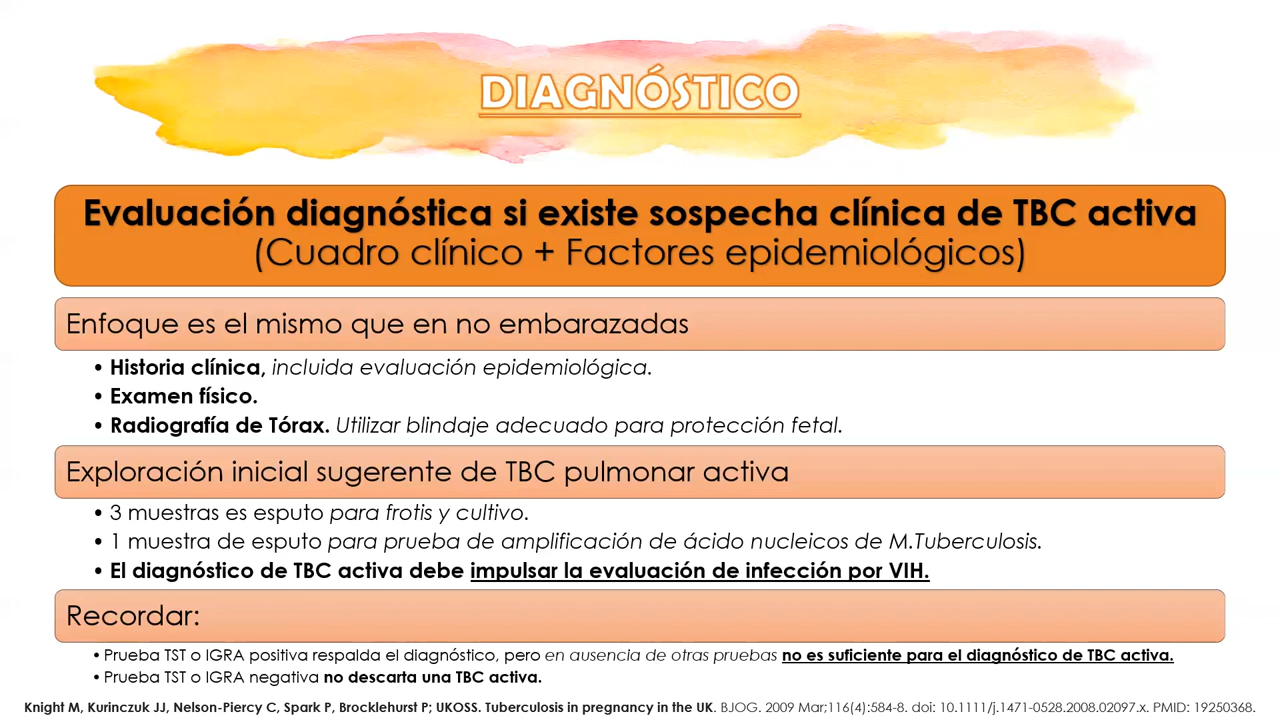 DIAGNÓSTICO
Evaluación diagnóstica si existe sospecha clínica de TBC activa
(Cuadro clínico + Factores epidemiológicos)
Enfoque es el mismo que en no embarazadas
• Historia clínica, incluida evaluación epidemiológica.
• Examen físico.
• Radiografía de Tórax. Utilizar blindaje adecuado para protección fetal.
Exploración inicial sugerente de TBC pulmonar activa
• 3 muestras es esputo para frotis y cultivo.
• 1 muestra de esputo para prueba de amplificación de ácido nucleicos de M.Tuberculosis.
• El diagnóstico de TBC activa debe impulsar la evaluación de infección por VIH.
Recordar:
• Prueba TST o IGRA positiva respalda el diagnóstico, pero en ausencia de otras pruebas no es suficiente para el diagnóstico de TBC activa.
• Prueba TST o IGRA negativa no descarta una TBC activa.
Knight M, Kurinczuk JJ, Nelson-Piercy C, Spark P, Brocklehurst P; UKOSS. Tuberculosis in pregnancy in the UK. BJOG. 2009 Mar;116(4):584-8. doi: 10.1111/j.1471-0528.2008.02097.x. PMID: 19250368.